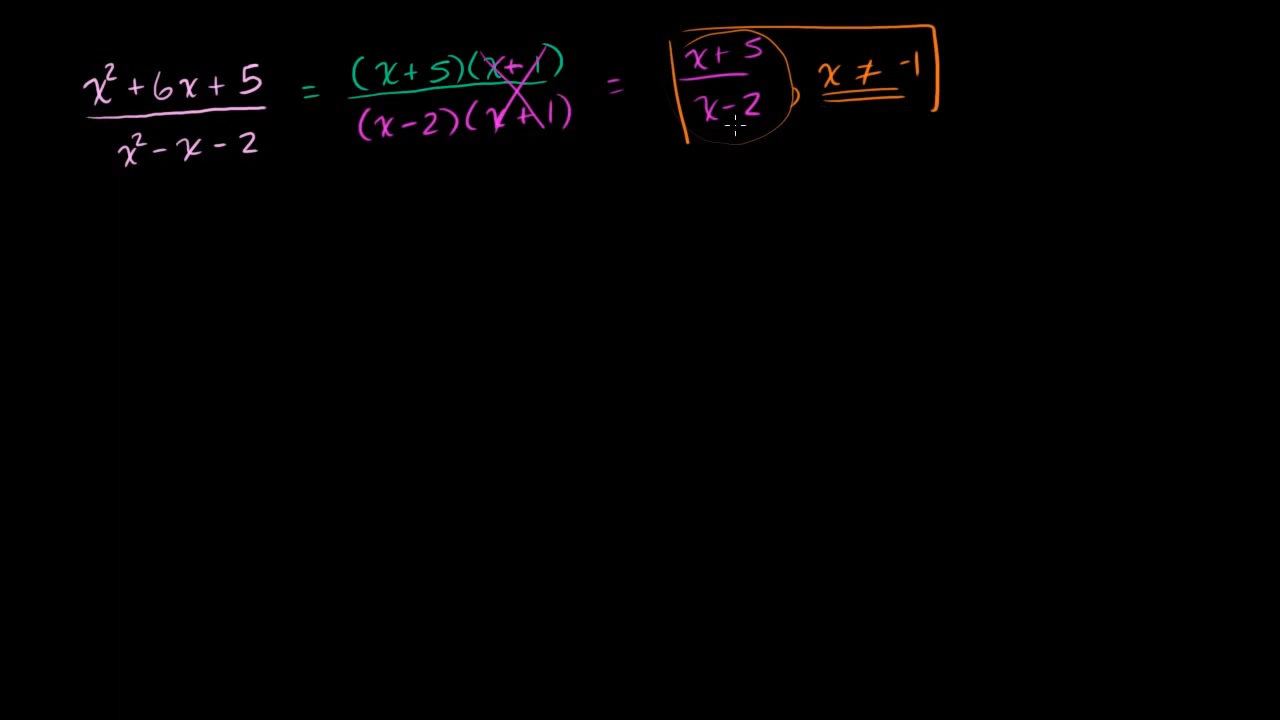 x² + 6x + 5 / x² - x - 2 = (x + 5)(x + 1) / (x - 2)(x + 1) = x + 5 / x - 2 , x ≠ -1